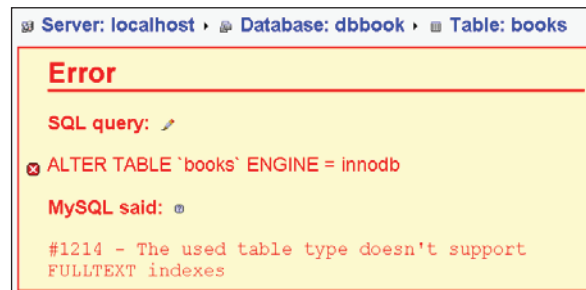 Server: localhost ▸ Database: dbbook ▸ Table: books
Error
SQL query:
ALTER TABLE `books` ENGINE = innodb
MySQL said:
#1214 - The used table type doesn't support
FULLTEXT indexes